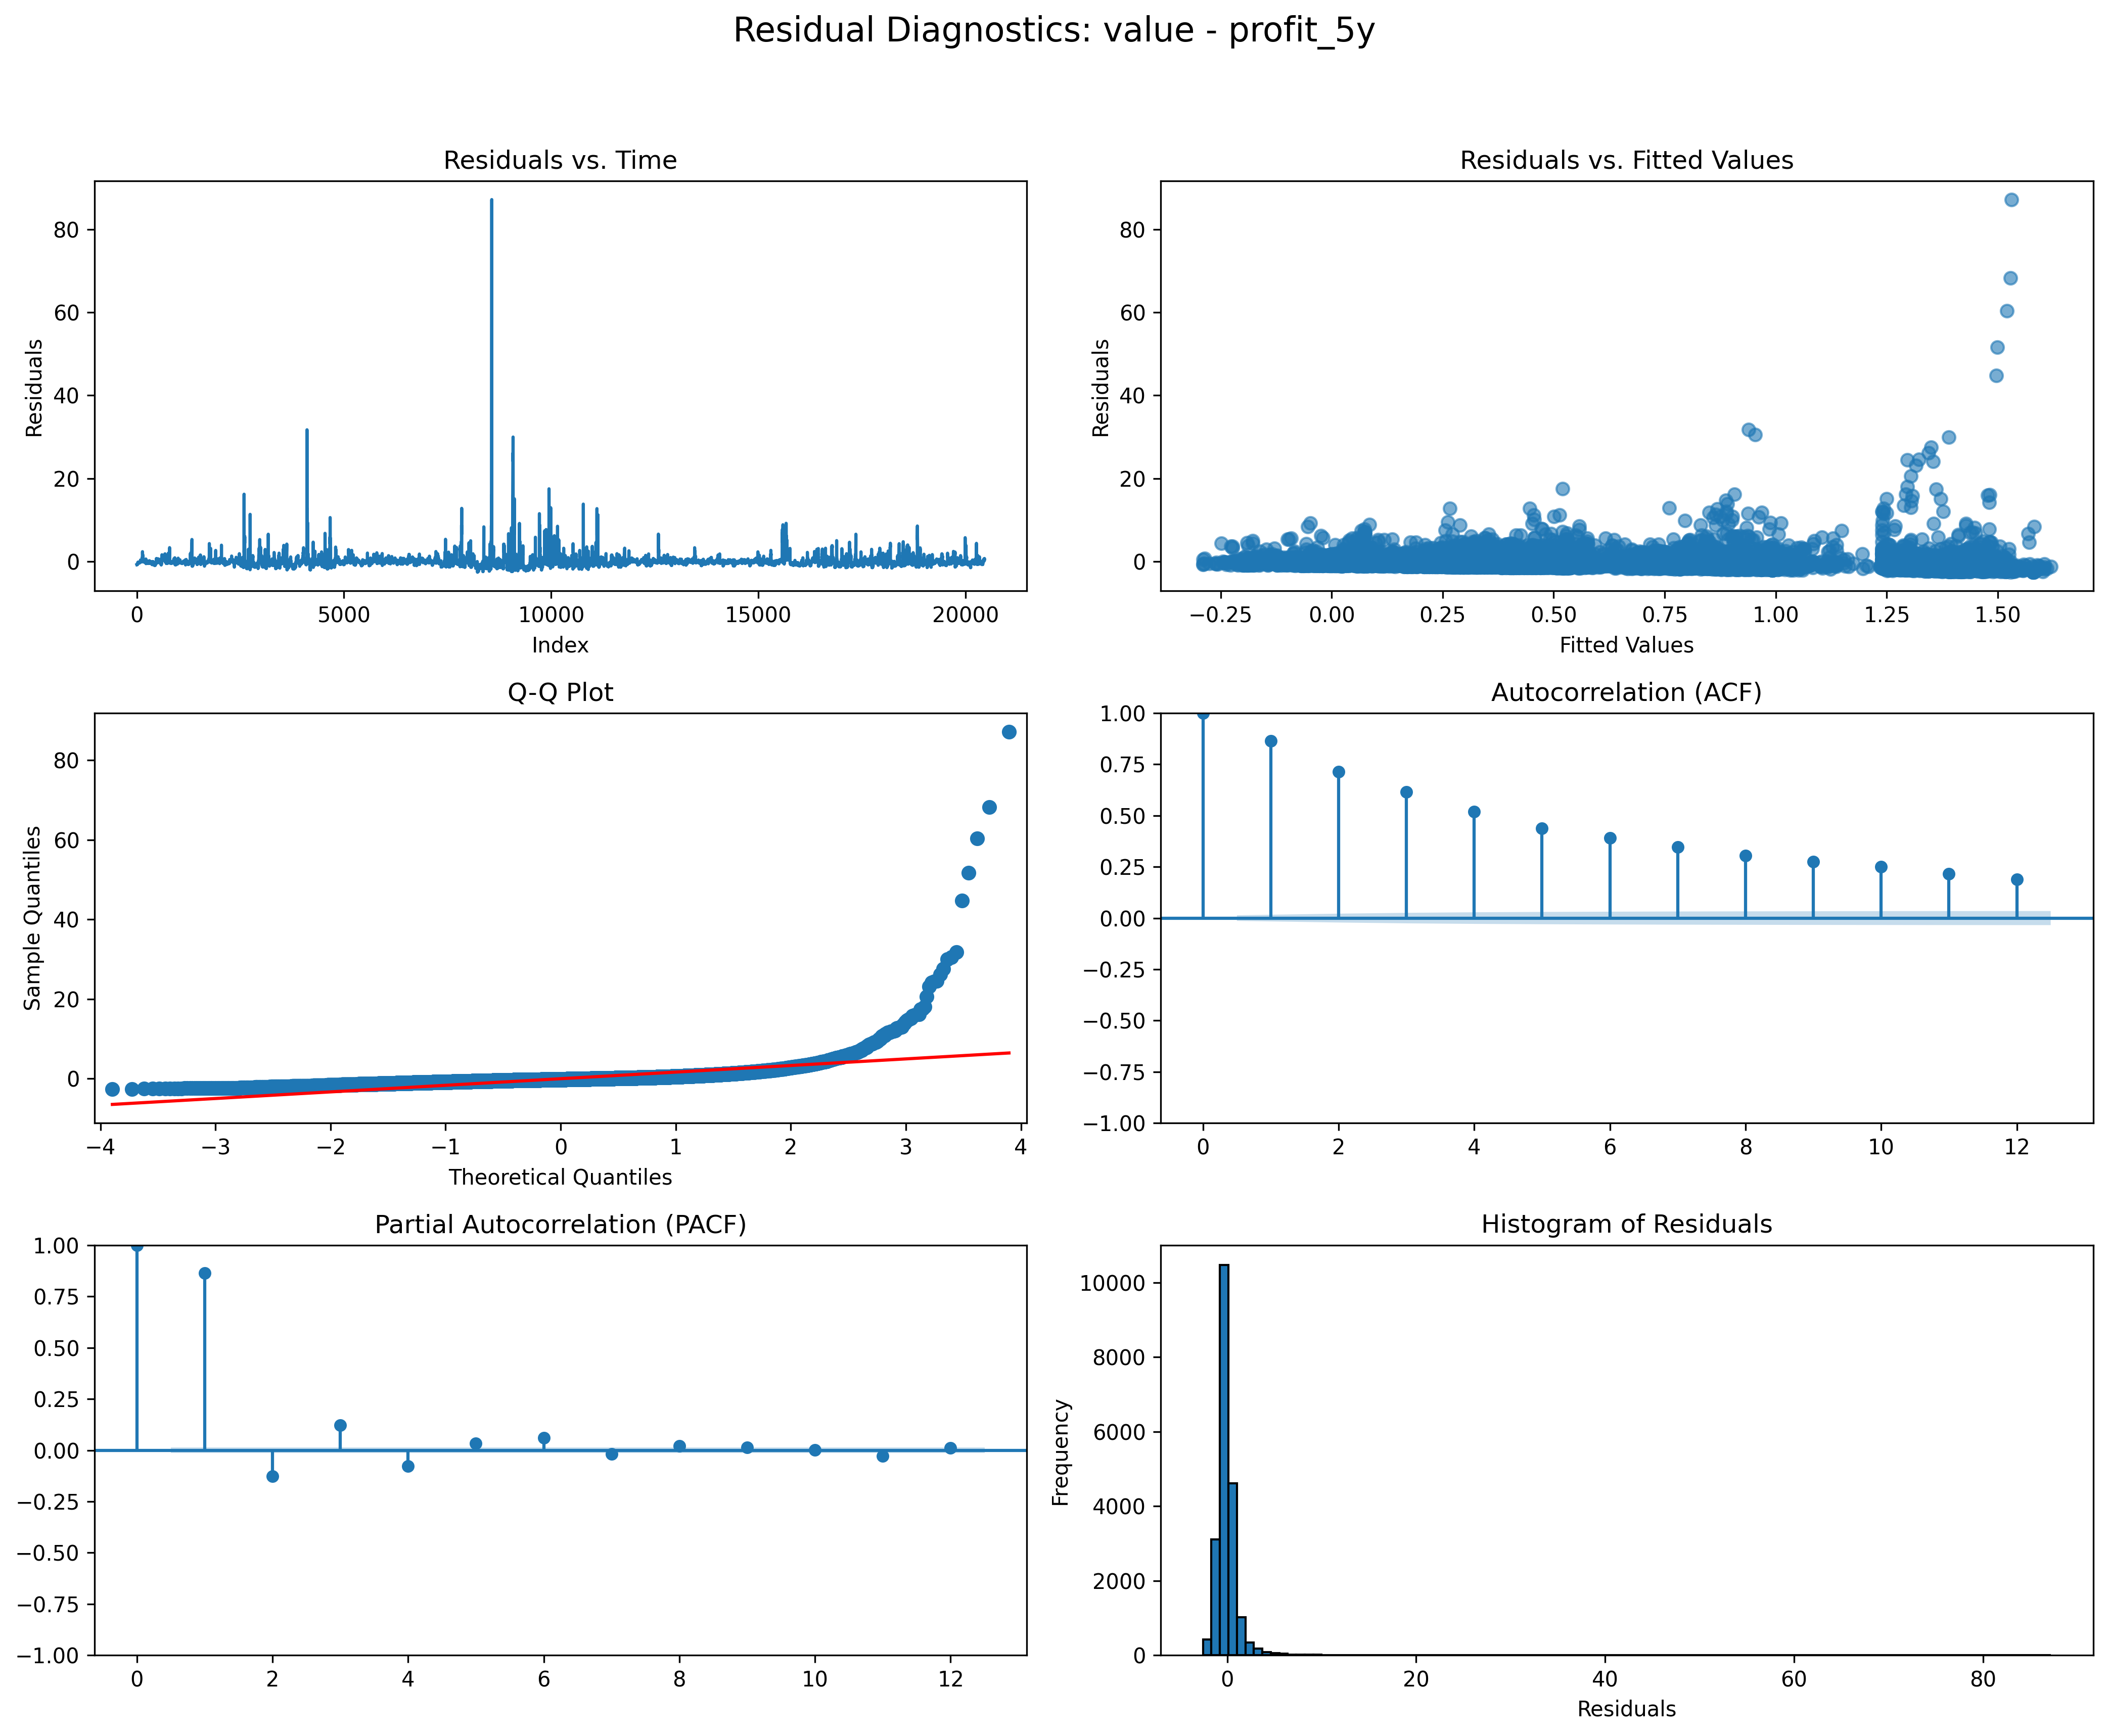 Residual Diagnostics: value - profit_5y
Residuals vs. Time
Residuals
80
60
40
20
0
0 5000 10000 15000 20000
Index
Residuals vs. Fitted Values
Residuals
80
60
40
20
0
−0.25 0.00 0.25 0.50 0.75 1.00 1.25 1.50
Fitted Values
Q-Q Plot
Sample Quantiles
80
60
40
20
0
−4 −3 −2 −1 0 1 2 3 4
Theoretical Quantiles
Autocorrelation (ACF)
1.00
0.75
0.50
0.25
0.00
−0.25
−0.50
−0.75
−1.00
0 2 4 6 8 10 12
Partial Autocorrelation (PACF)
1.00
0.75
0.50
0.25
0.00
−0.25
−0.50
−0.75
−1.00
0 2 4 6 8 10 12
Histogram of Residuals
Frequency
10000
8000
6000
4000
2000
0
0 20 40 60 80
Residuals